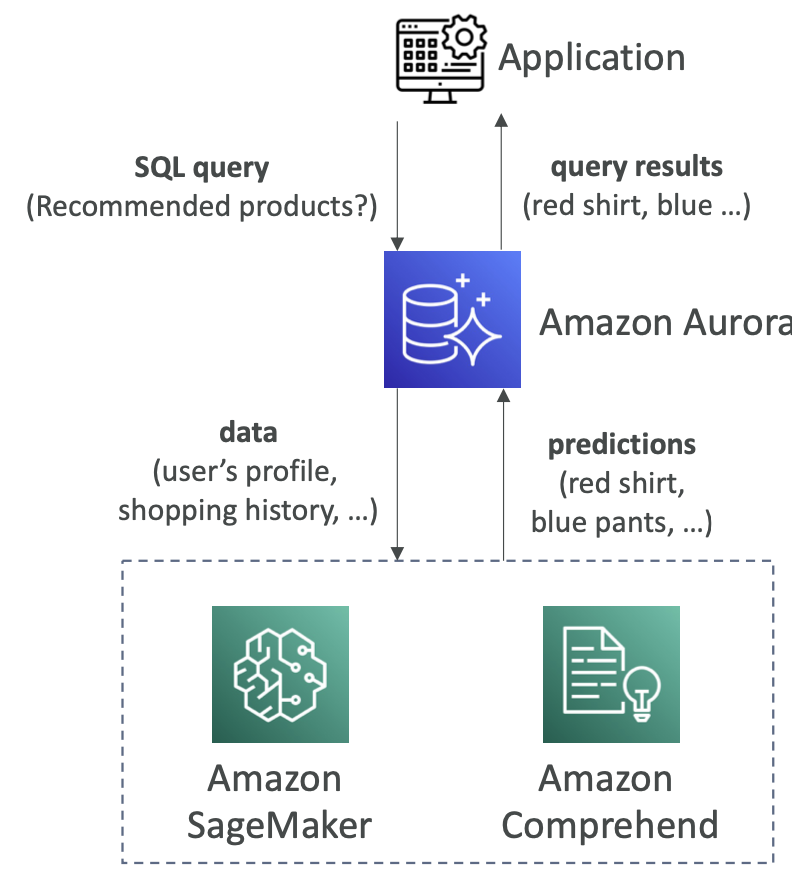 Application
SQL query
(Recommended products?)
query results
(red shirt, blue ...)
Amazon Aurora
data
(user’s profile,
shopping history, ...)
predictions
(red shirt,
blue pants, ...)
Amazon
SageMaker
Amazon
Comprehend